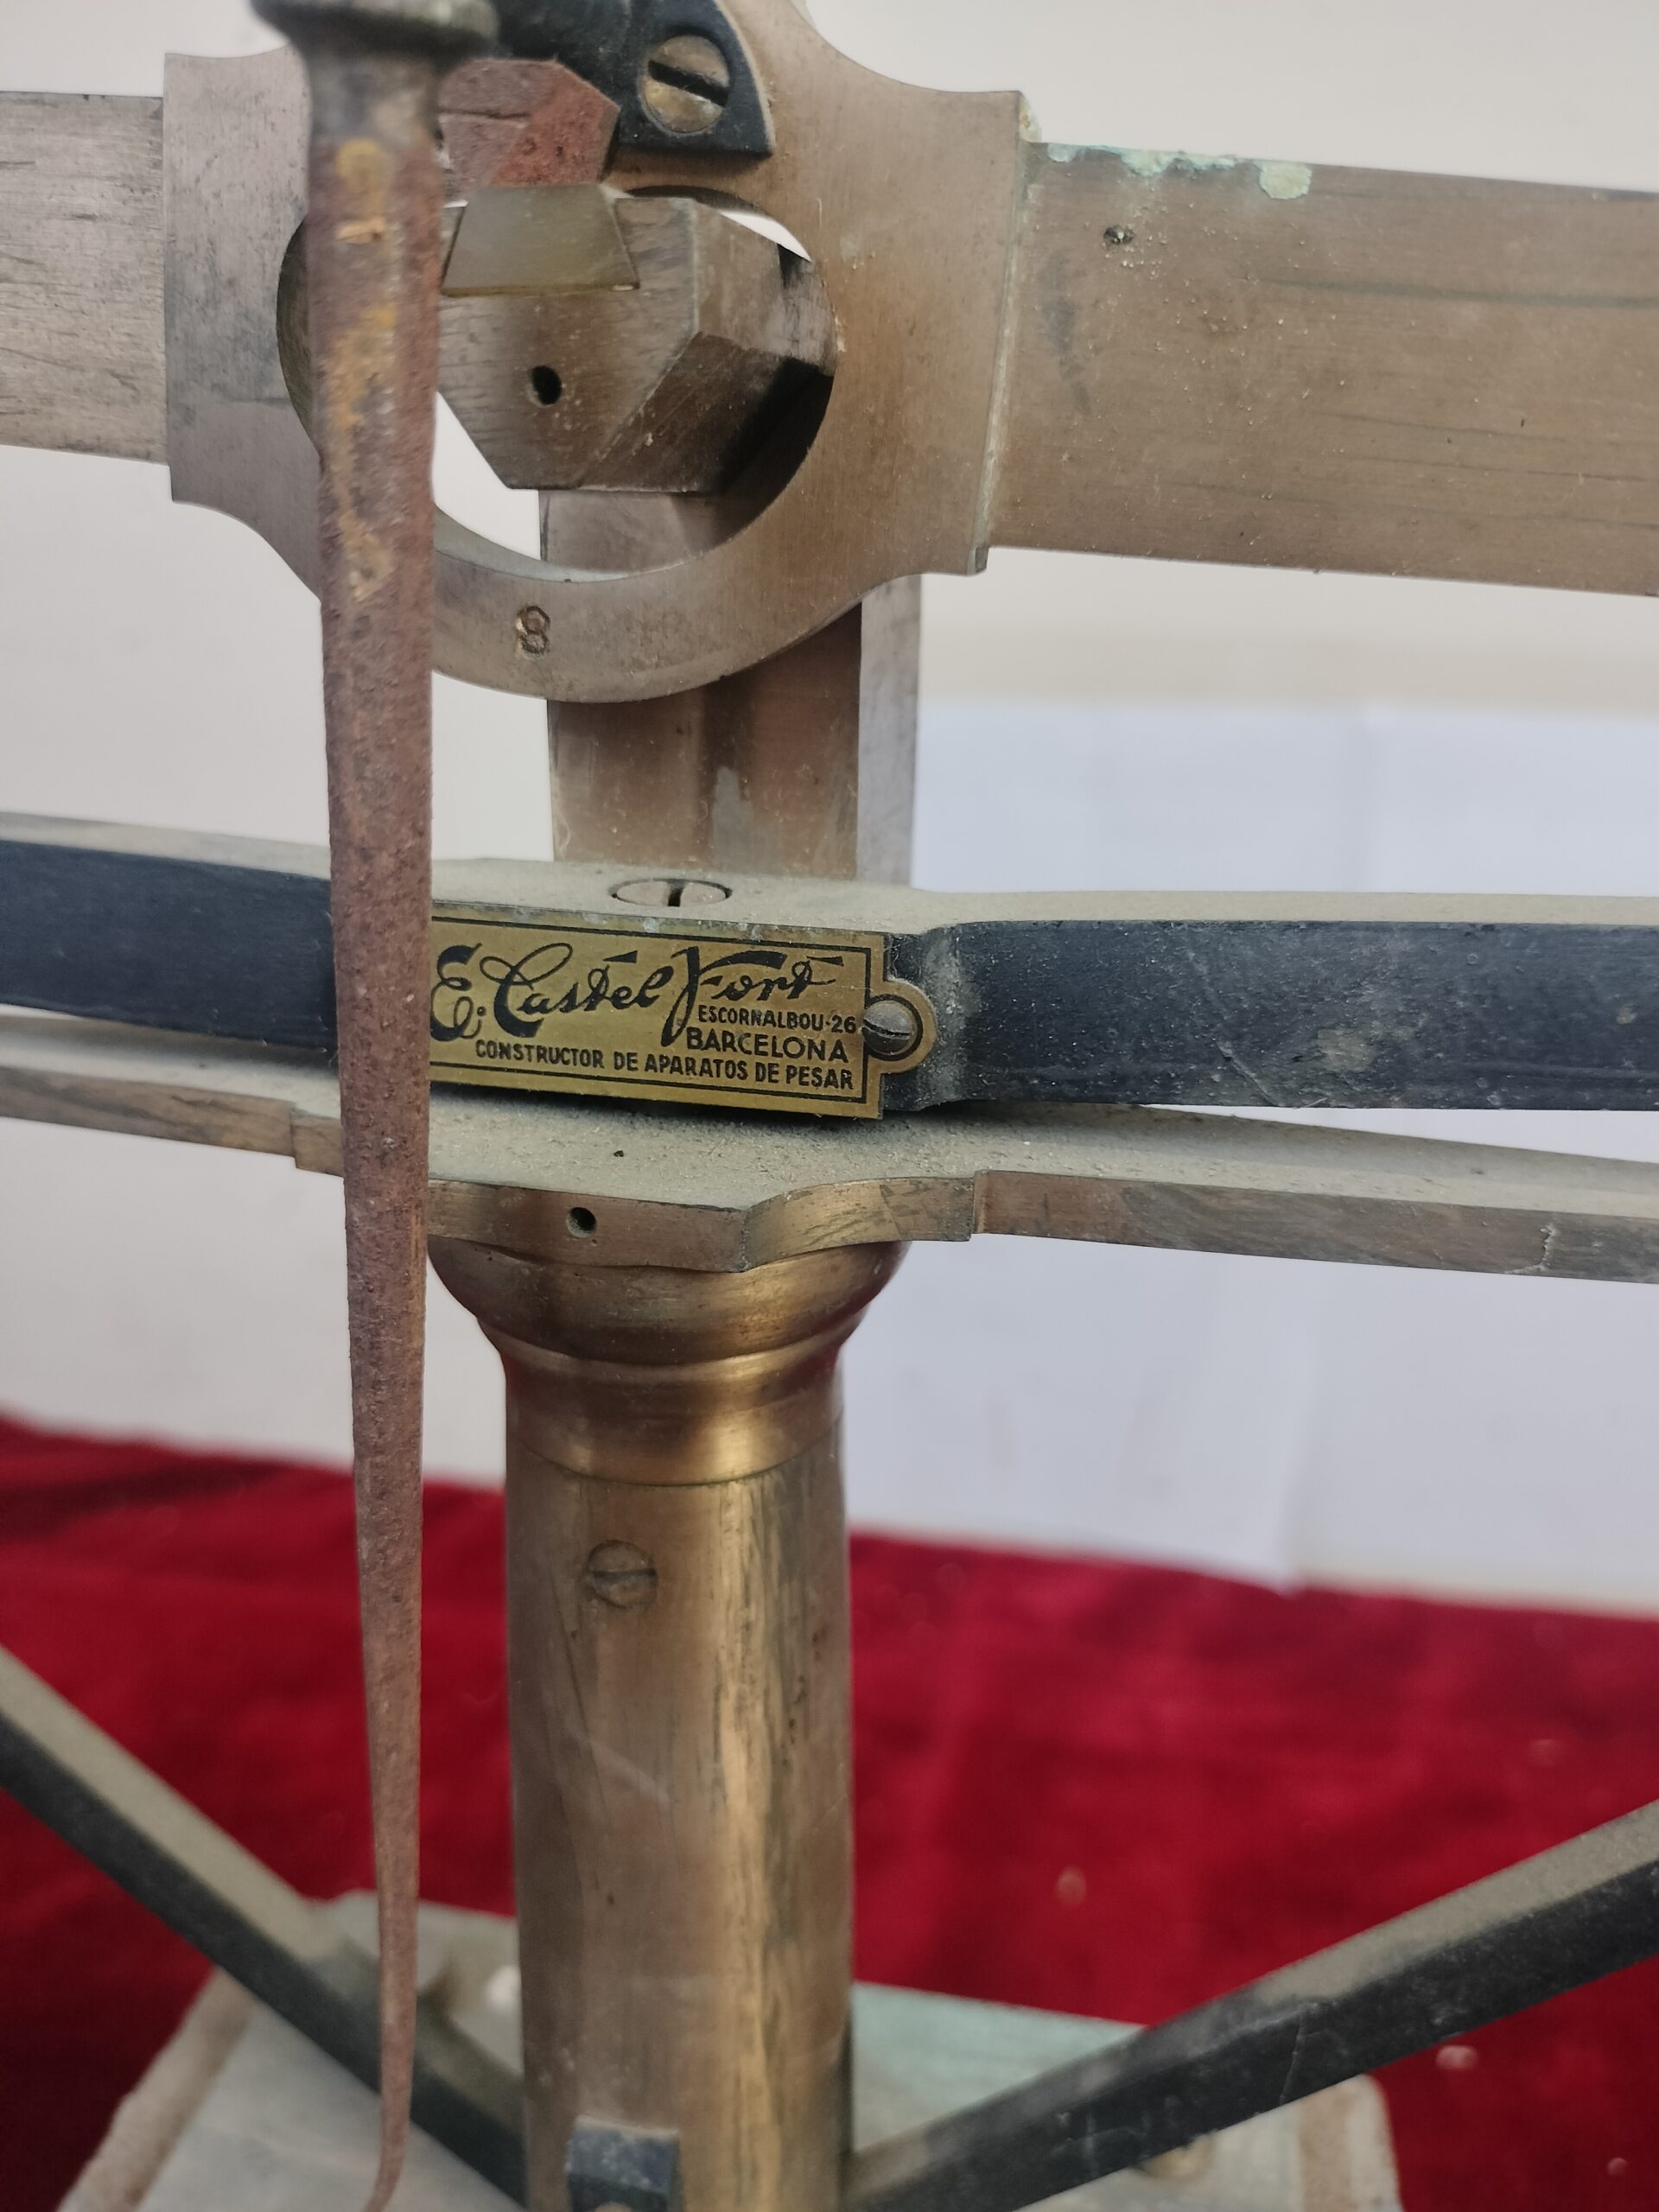 8
E. Castel Fort
ESCORNALBOU-26
BARCELONA
CONSTRUCTOR DE APARATOS DE PESAR